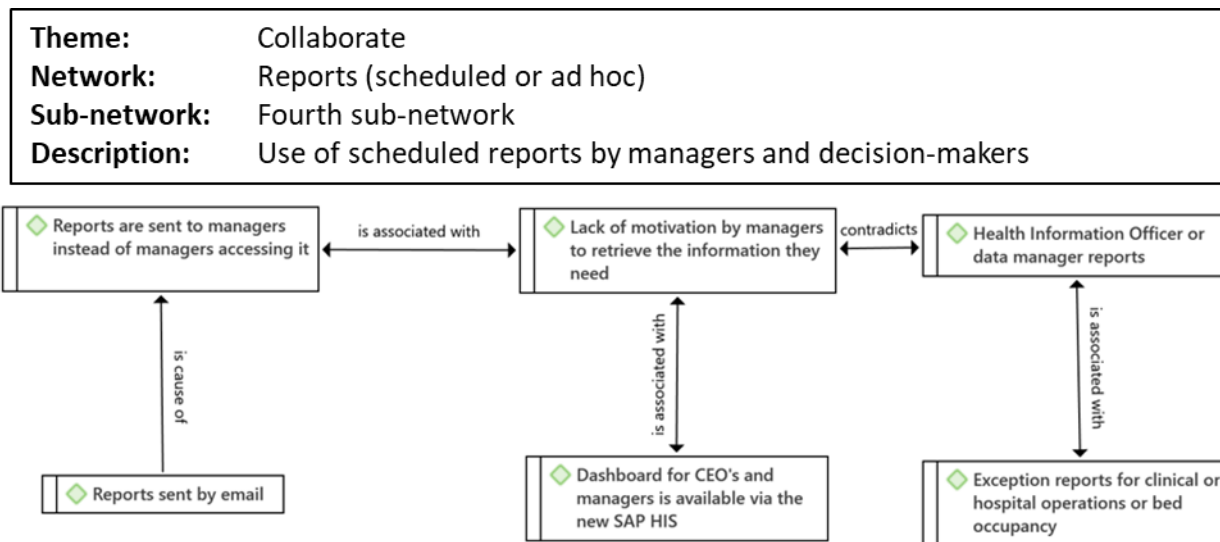 Theme: Collaborate
Network: Reports (scheduled or ad hoc)
Sub-network: Fourth sub-network
Description: Use of scheduled reports by managers and decision-makers
Reports are sent to managers
instead of managers accessing it
is associated with
Lack of motivation by managers
to retrieve the information they
need
contradicts
Health Information Officer or
data manager reports
is cause of
is associated with
is associated with
Reports sent by email
Dashboard for CEO's and
managers is available via the
new SAP HIS
Exception reports for clinical or
hospital operations or bed
occupancy